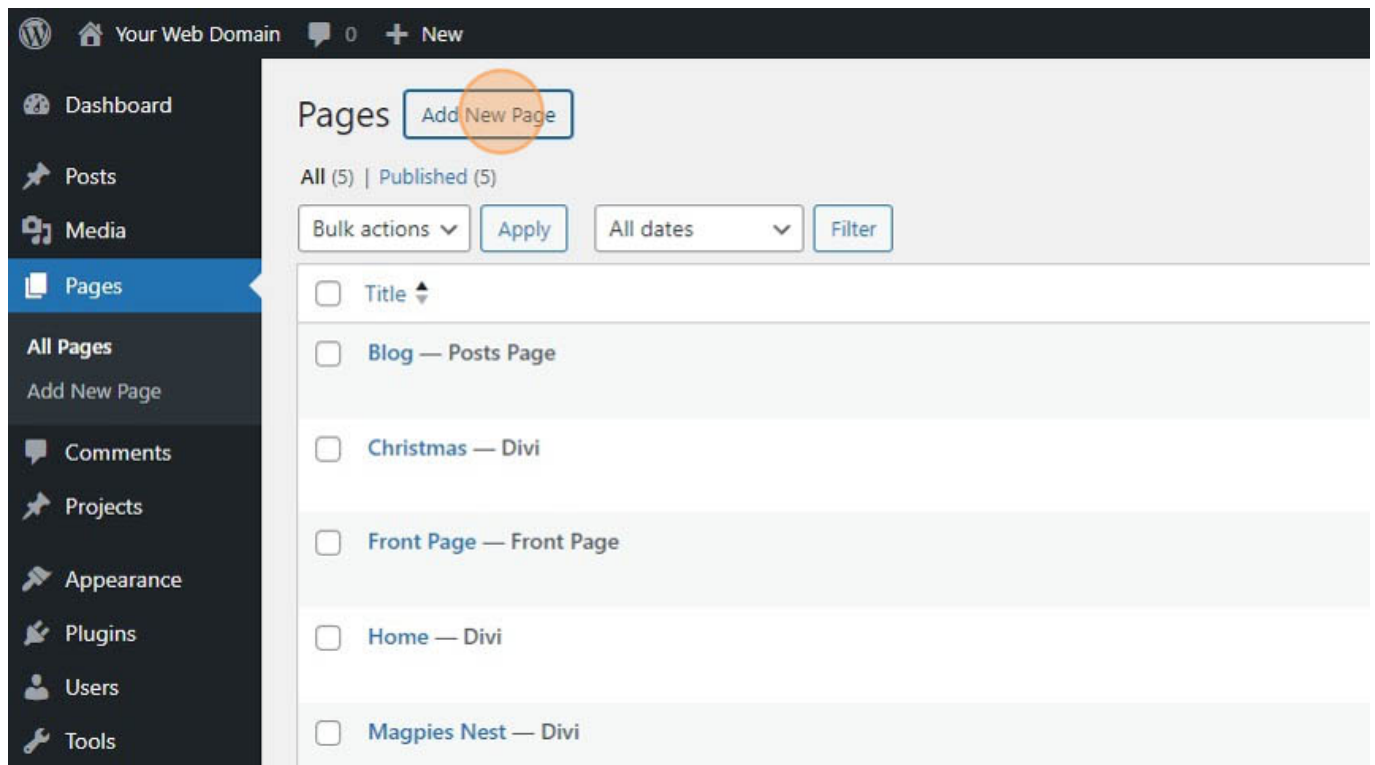 Your Web Domain 0 New
Dashboard
Posts
Media
Pages
All Pages
Add New Page
Comments
Projects
Appearance
Plugins
Users
Tools
Pages Add New Page
All (5) | Published (5)
Bulk actions Apply All dates Filter
Title
Blog — Posts Page
Christmas — Divi
Front Page — Front Page
Home — Divi
Magpies Nest — Divi